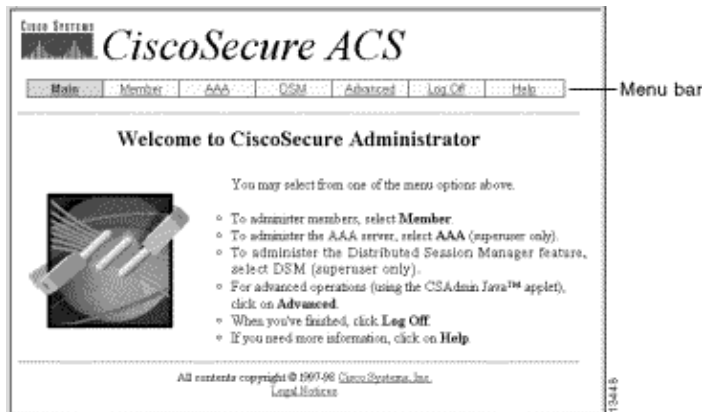 CISCO SYSTEMS
CiscoSecure ACS
Main Member AAA DSM Advanced Log Off Help
Menu bar
Welcome to CiscoSecure Administrator
You may select from one of the menu options above.
To administer members, select Member.
To administer the AAA server, select AAA (superuser only).
To administer the Distributed Session Manager feature,
select DSM (superuser only).
For advanced operations (using the CSAdmin Java™ applet),
click on Advanced.
When you've finished, click Log Off.
If you need more information, click on Help.
All contents copyright © 1997-98 Cisco Systems, Inc.
Legal Notices
13446